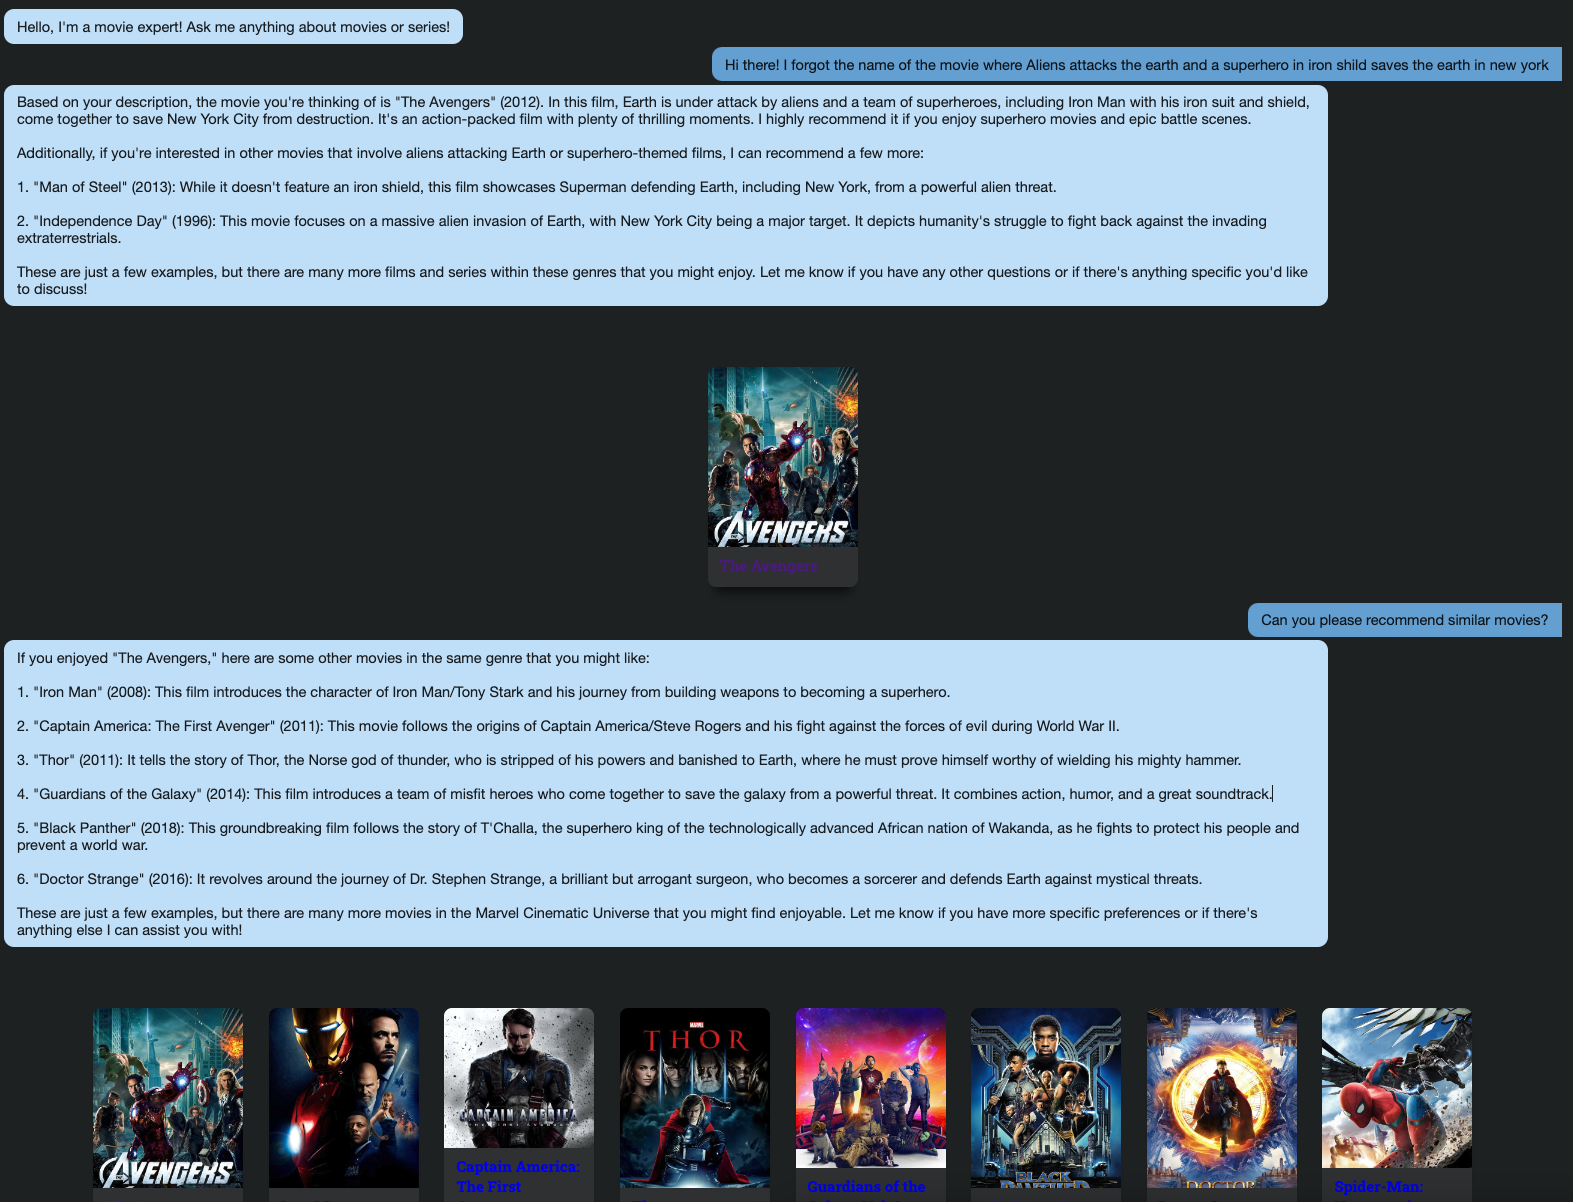 Hello, I'm a movie expert! Ask me anything about movies or series!
Hi there! I forgot the name of the movie where Aliens attacks the earth and a superhero in iron shild saves the earth in new york
Based on your description, the movie you're thinking of is "The Avengers" (2012). In this film, Earth is under attack by aliens and a team of superheroes, including Iron Man with his iron suit and shield,
come together to save New York City from destruction. It's an action-packed film with plenty of thrilling moments. I highly recommend it if you enjoy superhero movies and epic battle scenes.
Additionally, if you're interested in other movies that involve aliens attacking Earth or superhero-themed films, I can recommend a few more:
1. "Man of Steel" (2013): While it doesn't feature an iron shield, this film showcases Superman defending Earth, including New York, from a powerful alien threat.
2. "Independence Day" (1996): This movie focuses on a massive alien invasion of Earth, with New York City being a major target. It depicts humanity's struggle to fight back against the invading
extraterrestrials.
These are just a few examples, but there are many more films and series within these genres that you might enjoy. Let me know if you have any other questions or if there's anything specific you'd like
to discuss!
AVENGERS
The Avengers
Can you please recommend similar movies?
If you enjoyed "The Avengers," here are some other movies in the same genre that you might like:
1. "Iron Man" (2008): This film introduces the character of Iron Man/Tony Stark and his journey from building weapons to becoming a superhero.
2. "Captain America: The First Avenger" (2011): This movie follows the origins of Captain America/Steve Rogers and his fight against the forces of evil during World War II.
3. "Thor" (2011): It tells the story of Thor, the Norse god of thunder, who is stripped of his powers and banished to Earth, where he must prove himself worthy of wielding his mighty hammer.
4. "Guardians of the Galaxy" (2014): This film introduces a team of misfit heroes who come together to save the galaxy from a powerful threat. It combines action, humor, and a great soundtrack.
5. "Black Panther" (2018): This groundbreaking film follows the story of T'Challa, the superhero king of the technologically advanced African nation of Wakanda, as he fights to protect his people and
prevent a world war.
6. "Doctor Strange" (2016): It revolves around the journey of Dr. Stephen Strange, a brilliant but arrogant surgeon, who becomes a sorcerer and defends Earth against mystical threats.
These are just a few examples, but there are many more movies in the Marvel Cinematic Universe that you might find enjoyable. Let me know if you have more specific preferences or if there's
anything else I can assist you with!
AVENGERS
CAPTAIN AMERICA
THE FIRST AVENGER
Captain America:
The First
MARVEL
THOR
Guardians of the
BLACK
PANTHER
DOCTOR
Spider-Man: